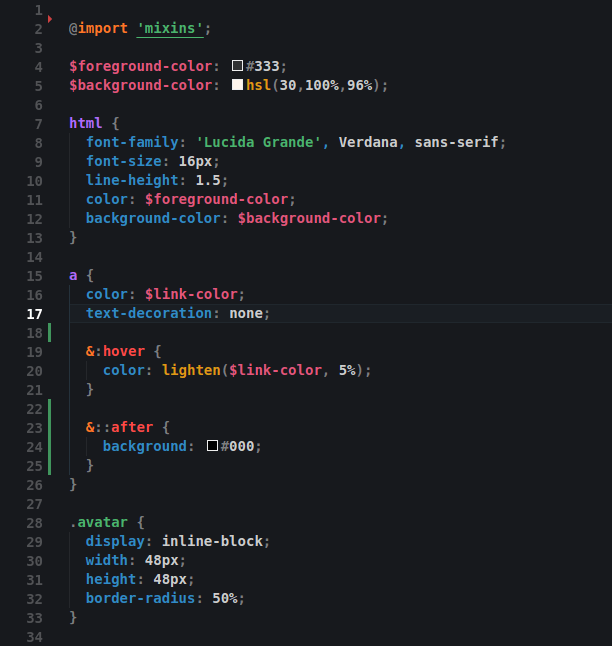 1
2 @import 'mixins';
3
4 $foreground-color: #333;
5 $background-color: hsl(30,100%,96%);
6
7 html {
8   font-family: 'Lucida Grande', Verdana, sans-serif;
9   font-size: 16px;
10   line-height: 1.5;
11   color: $foreground-color;
12   background-color: $background-color;
13 }
14
15 a {
16   color: $link-color;
17   text-decoration: none;
18
19   &:hover {
20     color: lighten($link-color, 5%);
21   }
22
23   &::after {
24     background: #000;
25   }
26 }
27
28 .avatar {
29   display: inline-block;
30   width: 48px;
31   height: 48px;
32   border-radius: 50%;
33 }
34